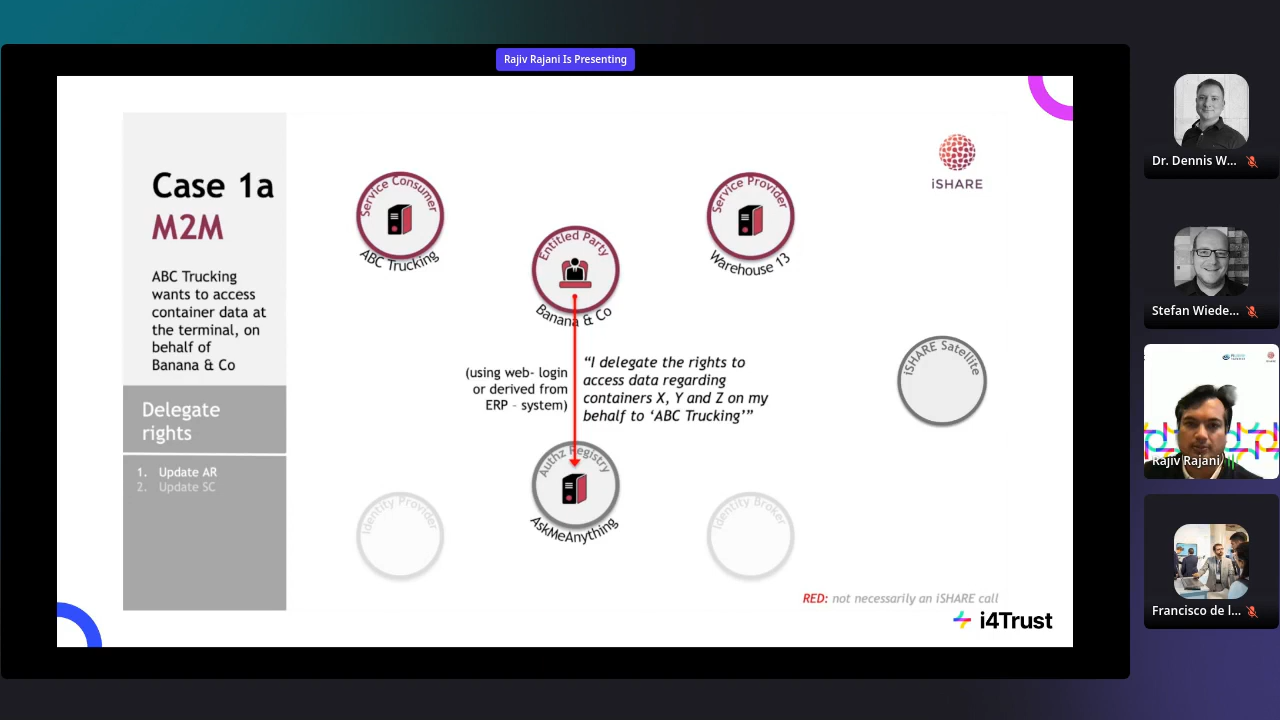 Rajiv Rajani Is Presenting
Case 1a
M2M
ABC Trucking
wants to access
container data at
the terminal, on
behalf of
Banana & Co
Delegate
rights
1. Update AR
2. Update SC
Service Consumer
ABC Trucking
Entitled Party
Banana & Co
Service Provider
Warehouse 13
iSHARE
iSHARE Satellite
(using web- login
or derived from
ERP - system)
“I delegate the rights to
access data regarding
containers X, Y and Z on my
behalf to ‘ABC Trucking’”
Authz Registry
AskMeAnything
Identity Provider
Identity Broker
RED: not necessarily an iSHARE call
i4Trust
Dr. Dennis W...
Stefan Wiede...
Rajiv Rajani
Francisco de l...